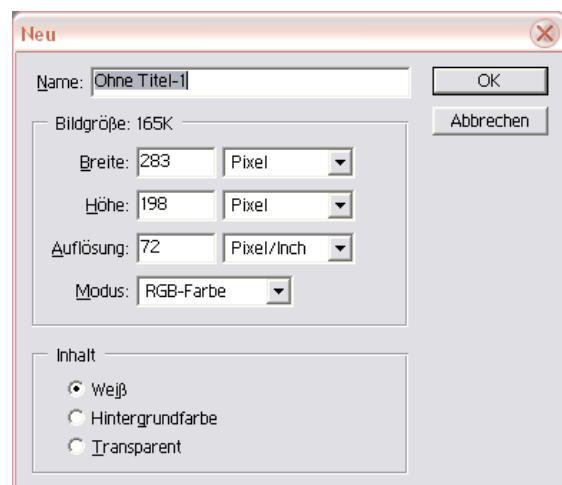 Neu
Name: Ohne Titel-1
OK
Abbrechen
Bildgröße: 165K
Breite: 283 Pixel
Höhe: 198 Pixel
Auflösung: 72 Pixel/Inch
Modus: RGB-Farbe
Inhalt
Weiß
Hintergrundfarbe
Transparent